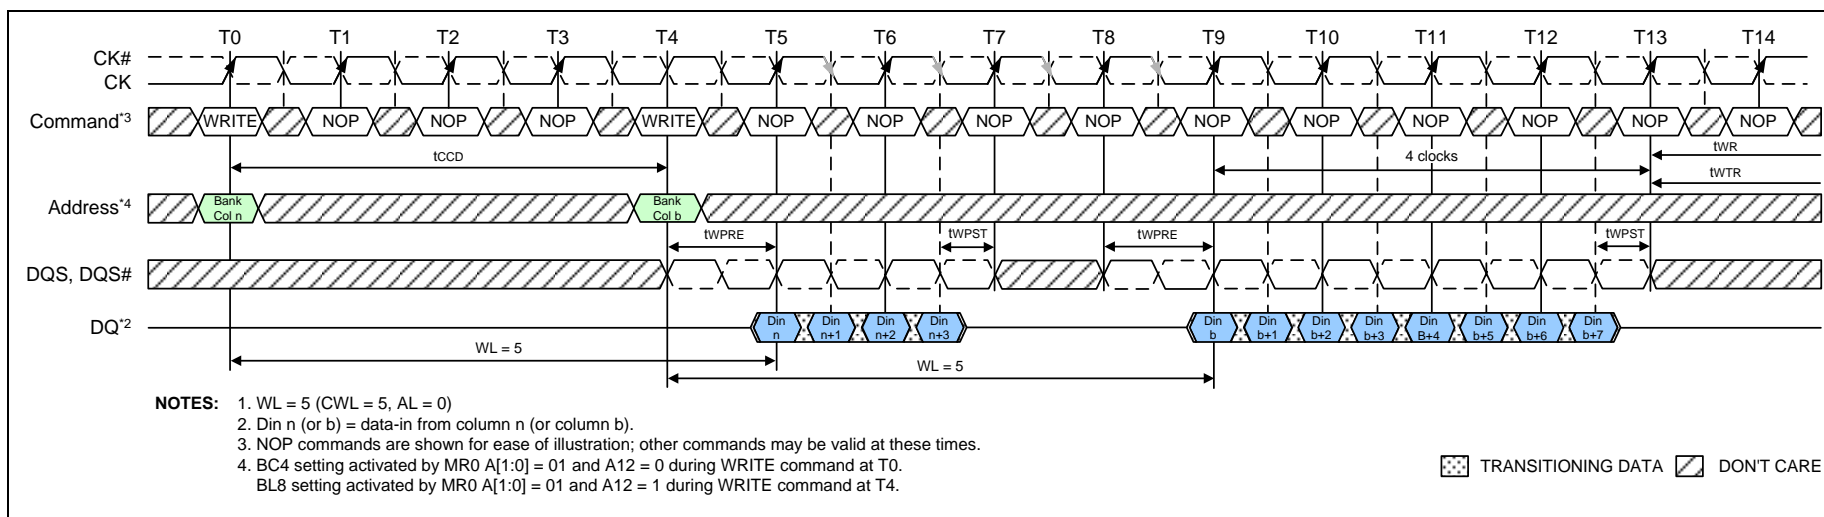 T0 T1 T2 T3 T4 T5 T6 T7 T8 T9 T10 T11 T12 T13 T14
CK#
CK
Command*3 WRITE NOP NOP NOP WRITE NOP NOP NOP NOP NOP NOP NOP NOP NOP NOP
tCCD 4 clocks tWR
tWTR
Address*4 Bank Col n Bank Col b
tWPRE tWPST tWPRE tWPST
DQS, DQS#
DQ*2 Din n Din n+1 Din n+2 Din n+3 Din b Din b+1 Din b+2 Din b+3 Din B+4 Din b+5 Din b+6 Din b+7
WL = 5
WL = 5
NOTES: 1. WL = 5 (CWL = 5, AL = 0)
2. Din n (or b) = data-in from column n (or column b).
3. NOP commands are shown for ease of illustration; other commands may be valid at these times.
4. BC4 setting activated by MR0 A[1:0] = 01 and A12 = 0 during WRITE command at T0.
BL8 setting activated by MR0 A[1:0] = 01 and A12 = 1 during WRITE command at T4.
TRANSITIONING DATA DON'T CARE